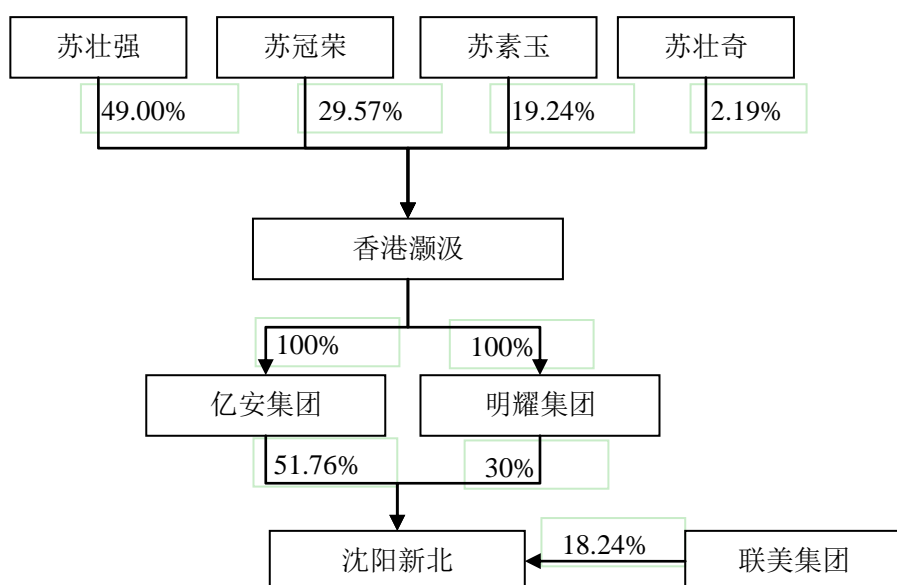 苏壮强 苏冠荣 苏素玉 苏壮奇
49.00% 29.57% 19.24% 2.19%
香港灏汲
100% 100%
亿安集团 明耀集团
51.76% 30%
沈阳新北 18.24% 联美集团